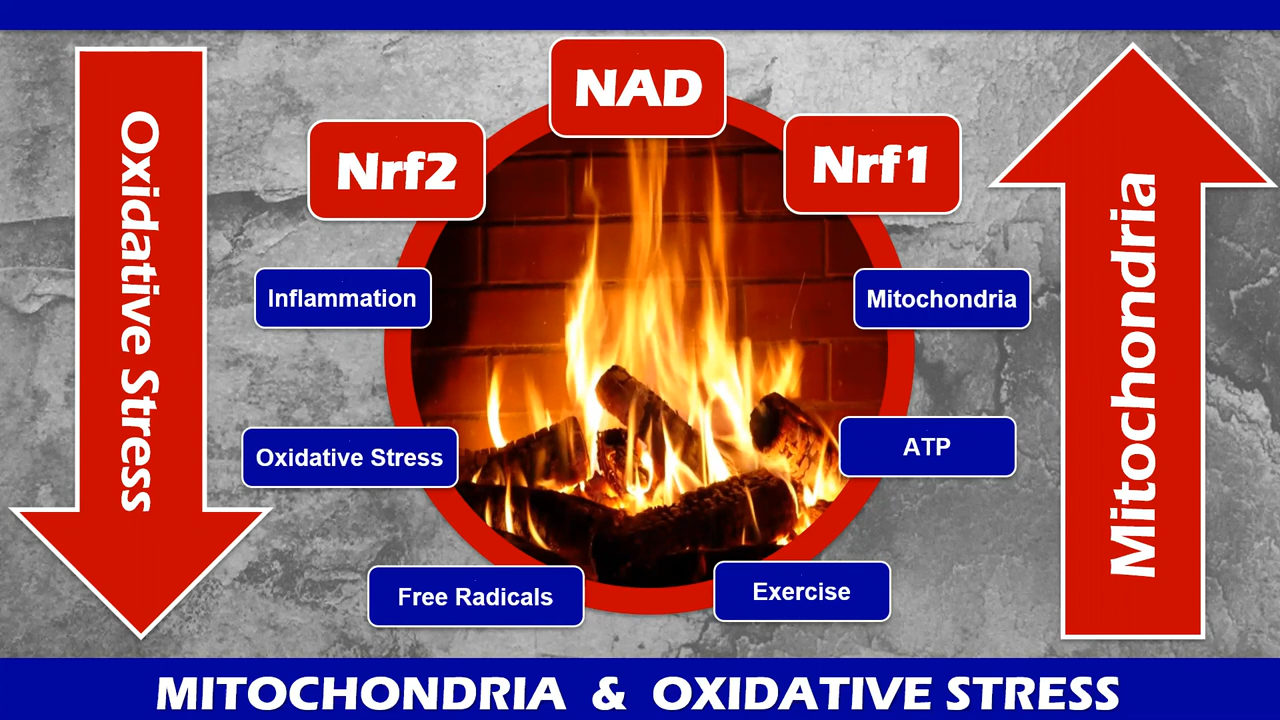 NAD
Nrf2
Nrf1
Oxidative Stress
Mitochondria
Inflammation
Mitochondria
Oxidative Stress
ATP
Free Radicals
Exercise
MITOCHONDRIA & OXIDATIVE STRESS